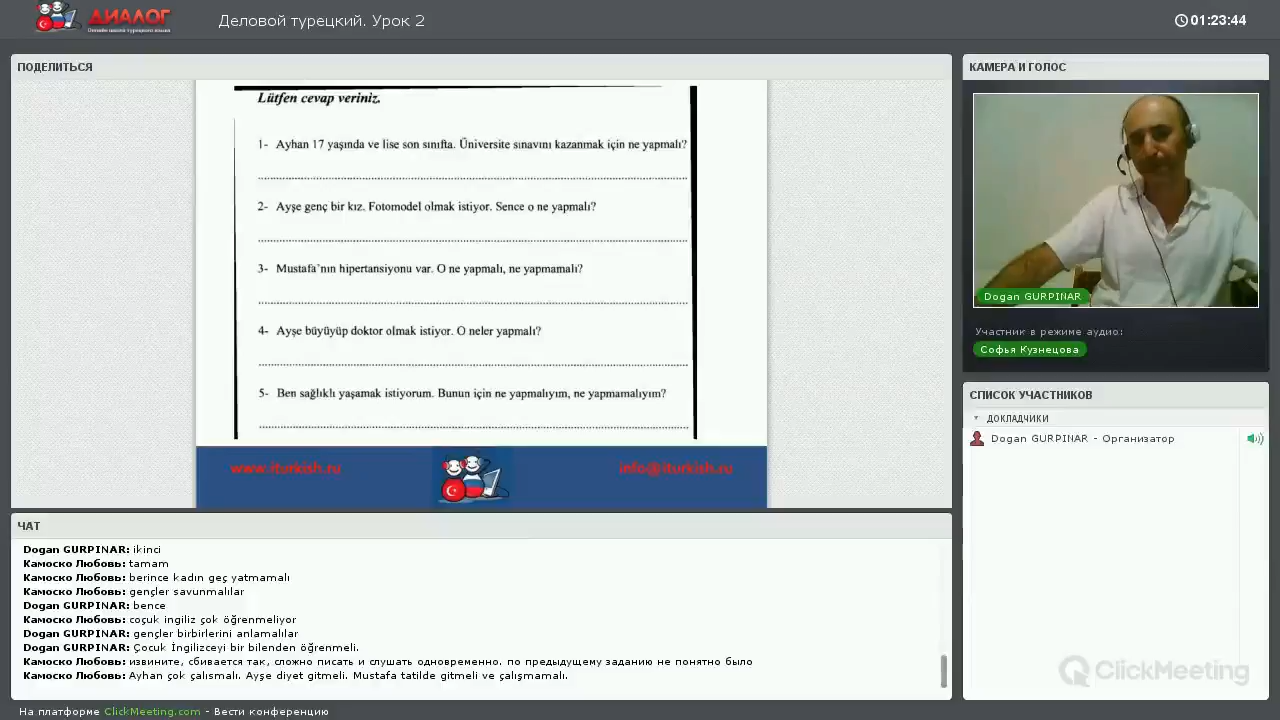 ДИАЛОГ
Онлайн школа турецкого языка
Деловой турецкий. Урок 2
01:23:44
ПОДЕЛИТЬСЯ
Lütfen cevap veriniz.
1- Ayhan 17 yaşında ve lise son sınıfta. Üniversite sınavını kazanmak için ne yapmalı?
2- Ayşe genç bir kız. Fotomodel olmak istiyor. Sence o ne yapmalı?
3- Mustafa'nın hipertansiyonu var. O ne yapmalı, ne yapmamalı?
4- Ayşe büyüyüp doktor olmak istiyor. O neler yapmalı?
5- Ben sağlıklı yaşamak istiyorum. Bunun için ne yapmalıyım, ne yapmamalıyım?
www.iturkish.ru
info@iturkish.ru
КАМЕРА И ГОЛОС
Dogan GURPINAR
Участник в режиме аудио:
Софья Кузнецова
СПИСОК УЧАСТНИКОВ
ДОКЛАДЧИКИ
Dogan GURPINAR - Организатор
ЧАТ
Dogan GURPINAR: ikinci
Камоско Любовь: tamam
Камоско Любовь: berince kadın geç yatmamalı
Камоско Любовь: gençler savunmalılar
Dogan GURPINAR: bence
Камоско Любовь: coşuk ingiliz şok öğrenmeliyor
Dogan GURPINAR: gençler birbirlerini anlamalılar
Dogan GURPINAR: Çocuk İngilizceyi bir bilenden öğrenmeli.
Камоско Любовь: извините, сбивается так, сложно писать и слушать одновременно. по предыдущему заданию не понятно было
Камоско Любовь: Ayhan çok çalısmalı. Ayşe diyet gitmeli. Mustafa tatilde gitmeli ve çalışmamalı.
ClickMeeting
На платформе ClickMeeting.com - Вести конференцию